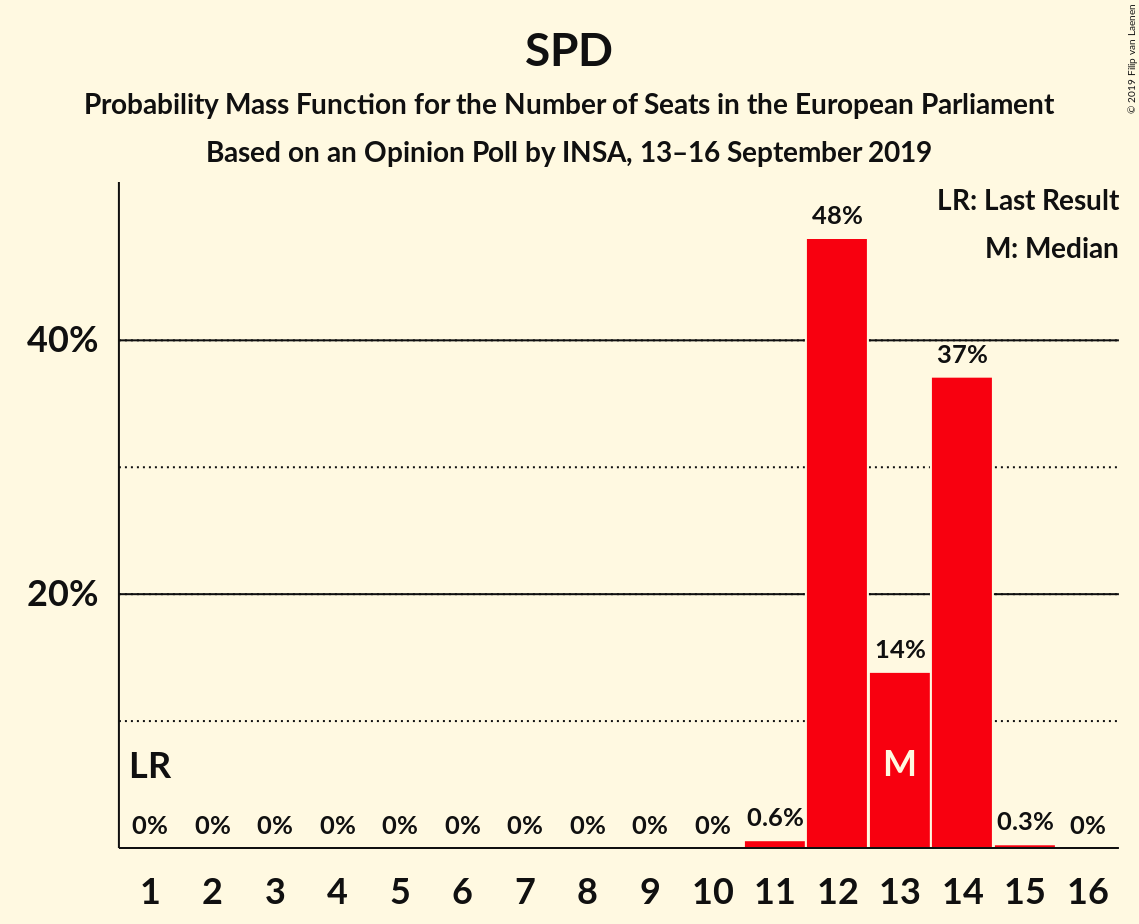 SPD
Probability Mass Function for the Number of Seats in the European Parliament
Based on an Opinion Poll by INSA, 13–16 September 2019
© 2019 Filip van Laenen
LR: Last Result
M: Median
48%
40%
37%
20%
14%
LR
M
0% 0% 0% 0% 0% 0% 0% 0% 0% 0% 0.6% 0.3% 0%
1 2 3 4 5 6 7 8 9 10 11 12 13 14 15 16